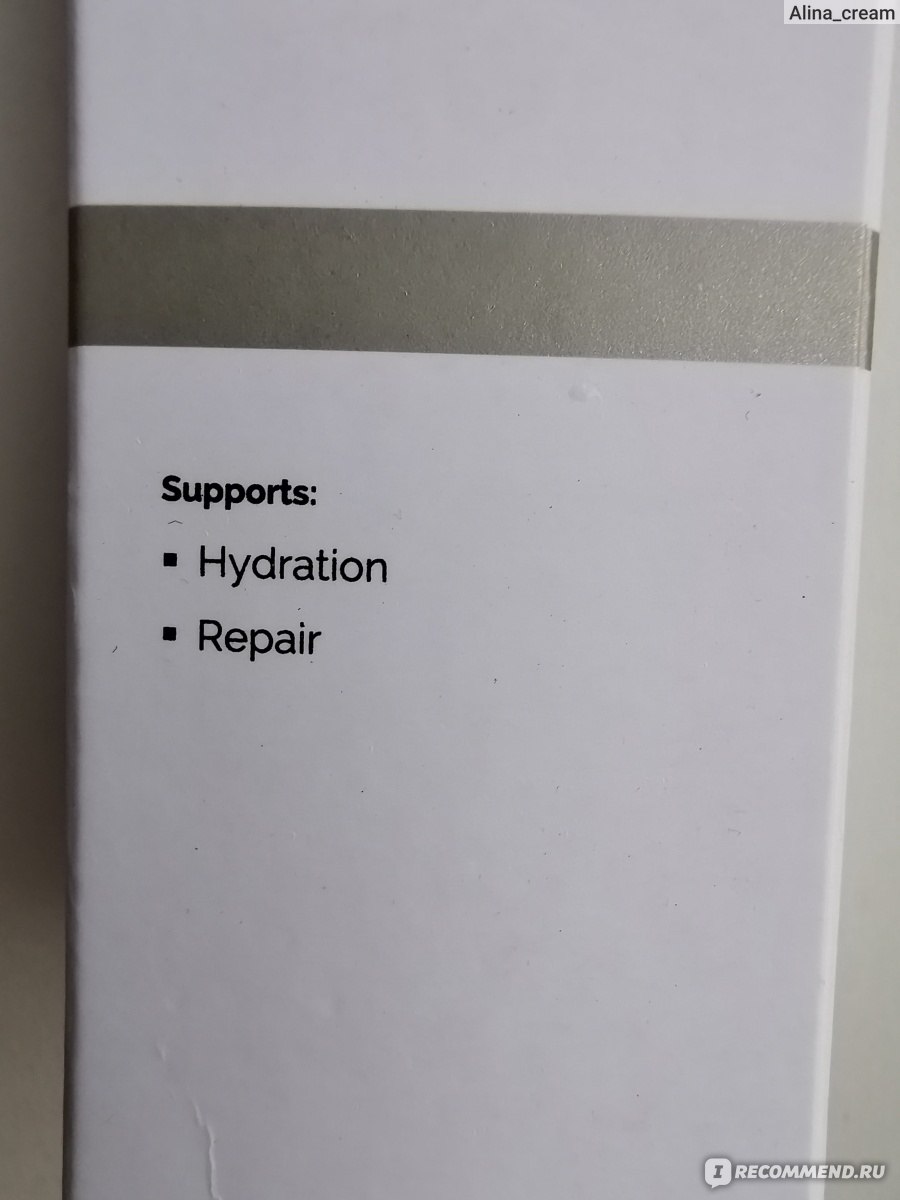 Alina_cream
Supports:
▪ Hydration
▪ Repair
I RECOMMEND.RU